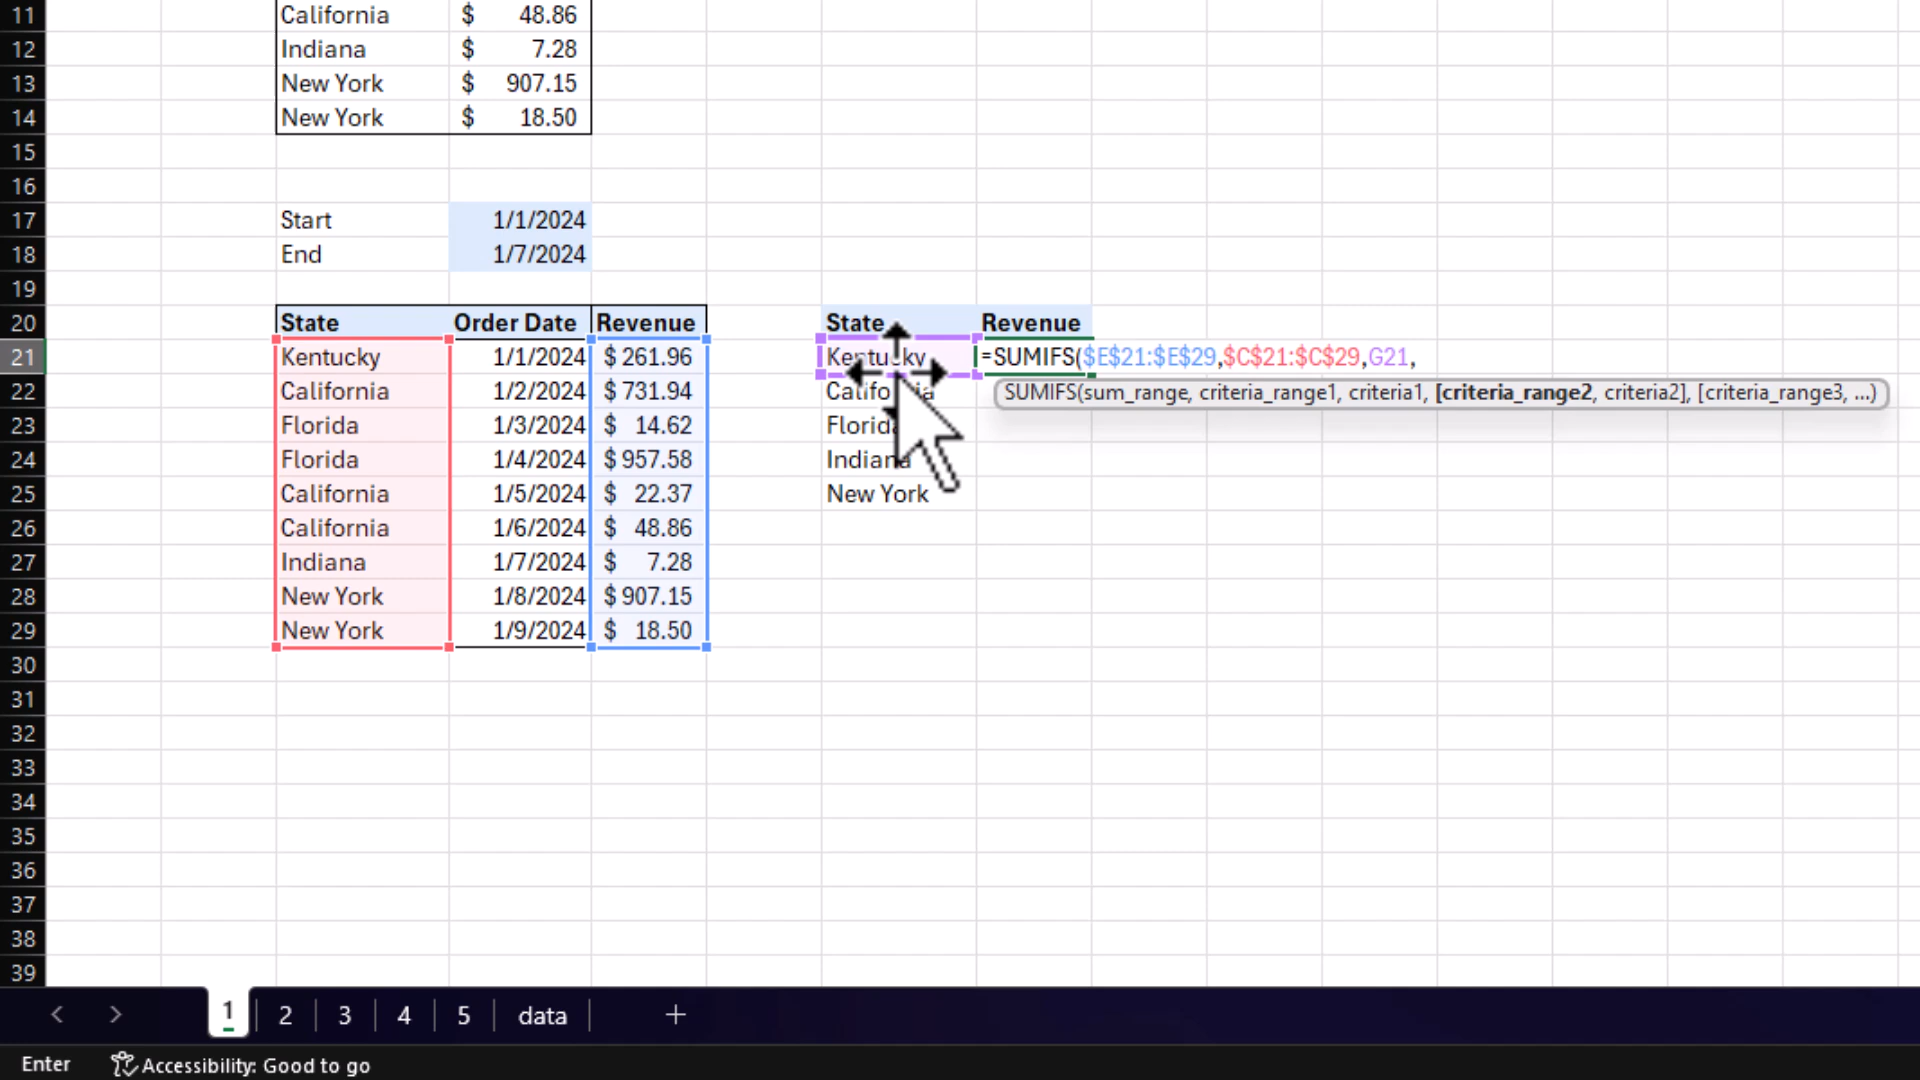 11 California $ 48.86
12 Indiana $ 7.28
13 New York $ 907.15
14 New York $ 18.50
15
16
17 Start 1/1/2024
18 End 1/7/2024
19
20 State Order Date Revenue State Revenue
21 Kentucky 1/1/2024 $ 261.96 Kentucky =SUMIFS($E$21:$E$29,$C$21:$C$29,G21,
22 California 1/2/2024 $ 731.94 California SUMIFS(sum_range, criteria_range1, criteria1, [criteria_range2, criteria2], [criteria_range3, ...)
23 Florida 1/3/2024 $ 14.62 Florida
24 Florida 1/4/2024 $ 957.58 Indiana
25 California 1/5/2024 $ 22.37 New York
26 California 1/6/2024 $ 48.86
27 Indiana 1/7/2024 $ 7.28
28 New York 1/8/2024 $ 907.15
29 New York 1/9/2024 $ 18.50
30
31
32
33
34
35
36
37
38
39
1 2 3 4 5 data +
Enter Accessibility: Good to go